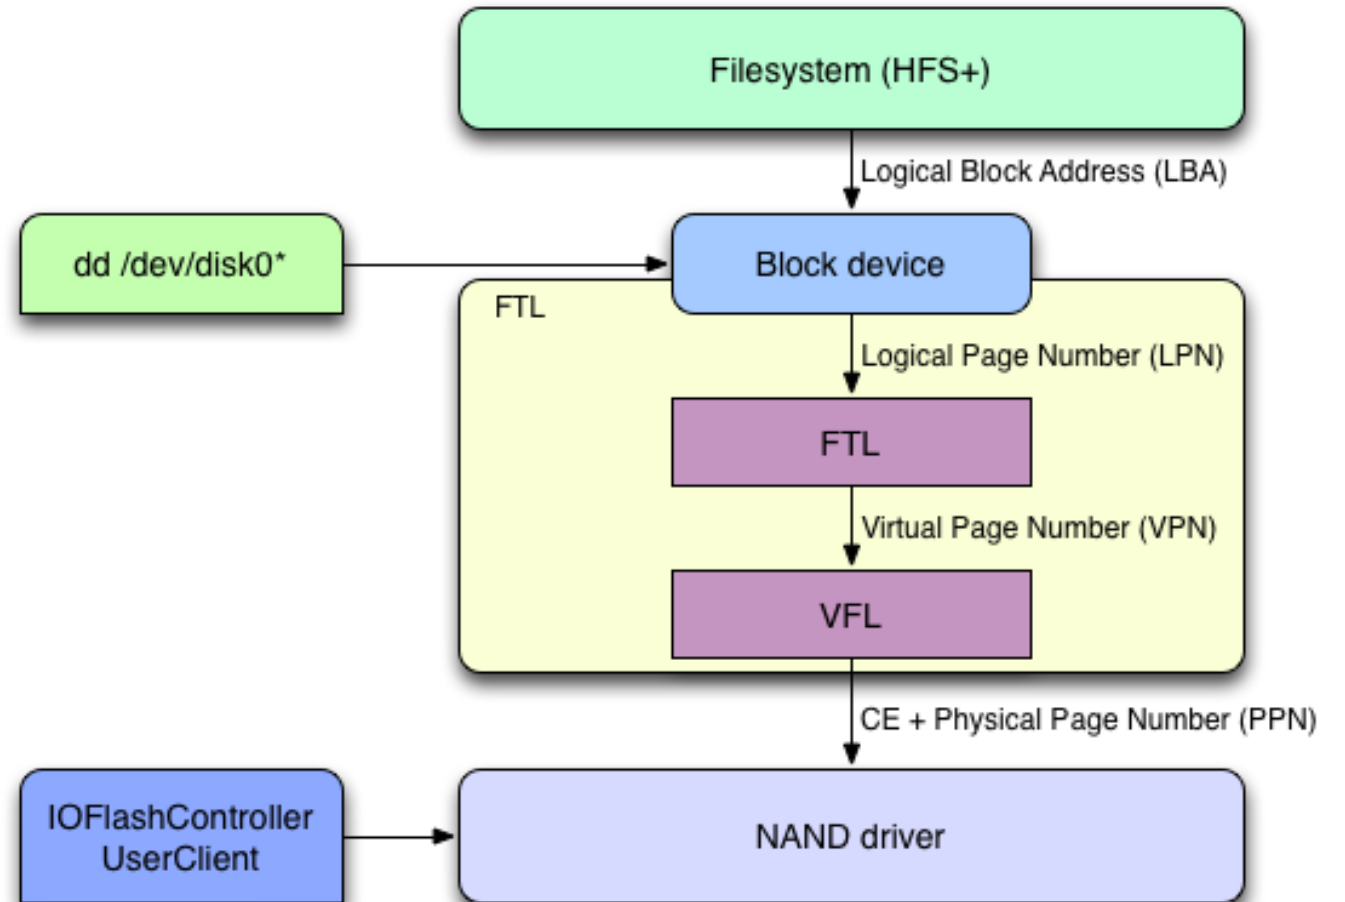 Filesystem (HFS+)
Logical Block Address (LBA)
dd /dev/disk0*
Block device
FTL
Logical Page Number (LPN)
FTL
Virtual Page Number (VPN)
VFL
CE + Physical Page Number (PPN)
IOFlashController
UserClient
NAND driver